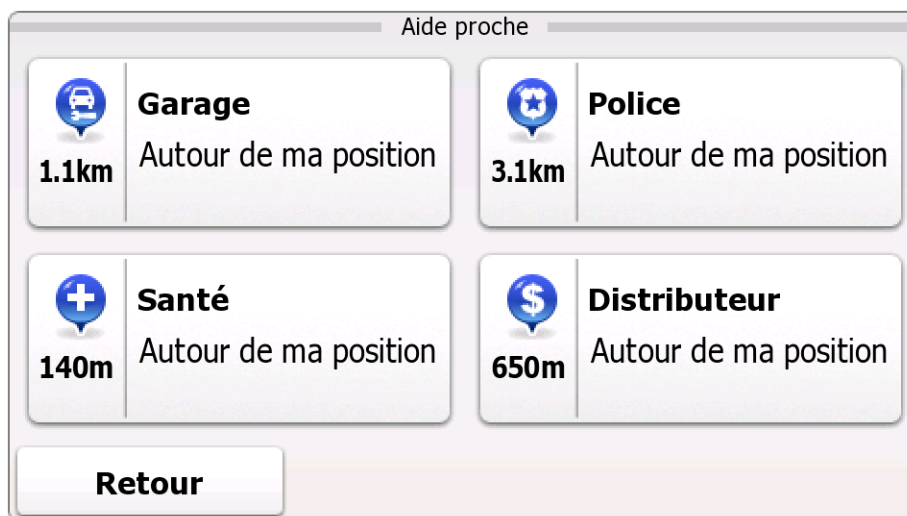 Aide proche
Garage
Autour de ma position
1.1km
Police
Autour de ma position
3.1km
Santé
Autour de ma position
140m
$
Distributeur
Autour de ma position
650m
Retour